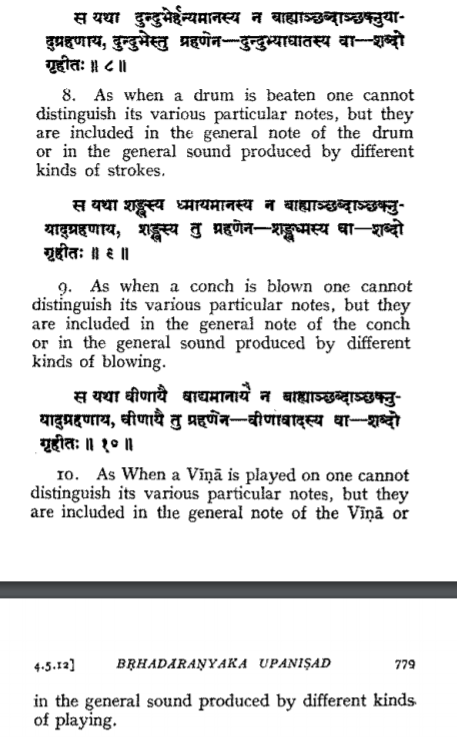 स यथा दुन्दुभेर्हन्यमानस्य न बाह्याञ्छब्दाञ्छक्नुया-
द्ग्रहणाय, दुन्दुभेस्तु ग्रहणेन—दुन्दुभ्याघातस्य वा—शब्दो
गृहीतः ॥ ८ ॥
8. As when a drum is beaten one cannot
distinguish its various particular notes, but they
are included in the general note of the drum
or in the general sound produced by different
kinds of strokes.
स यथा शङ्खस्य ध्मायमानस्य न बाह्याञ्छब्दाञ्छक्नु-
याद्ग्रहणाय, शङ्खस्य तु ग्रहणेन—शङ्खध्मस्य वा—शब्दो
गृहीतः ॥ ९ ॥
9. As when a conch is blown one cannot
distinguish its various particular notes, but they
are included in the general note of the conch
or in the general sound produced by different
kinds of blowing.
स यथा वीणायै वाद्यमानायै न बाह्याञ्छब्दाञ्छक्नु-
याद्ग्रहणाय, वीणायै तु ग्रहणेन—वीणावादस्य वा—शब्दो
गृहीतः ॥ १० ॥
10. As When a Vīṇā is played on one cannot
distinguish its various particular notes, but they
are included in the general note of the Vīṇā or
4.5.12] BṚHADĀRAṆYAKA UPANIṢAD 779
in the general sound produced by different kinds
of playing.